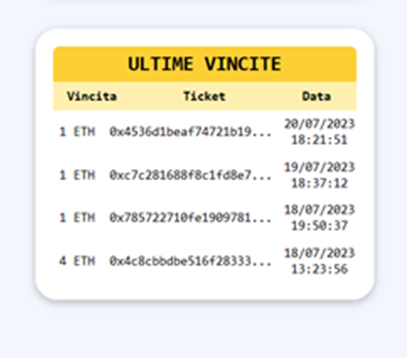 ULTIME VINCITE
Vincita Ticket Data
1 ETH 0x4536d1beaf74721b19... 20/07/2023 18:21:51
1 ETH 0xc7c281688f8c1fd8e7... 19/07/2023 18:37:12
1 ETH 0x785722710fe1909781... 18/07/2023 19:50:37
4 ETH 0x4c8cbbdbe516f28333... 18/07/2023 13:23:56